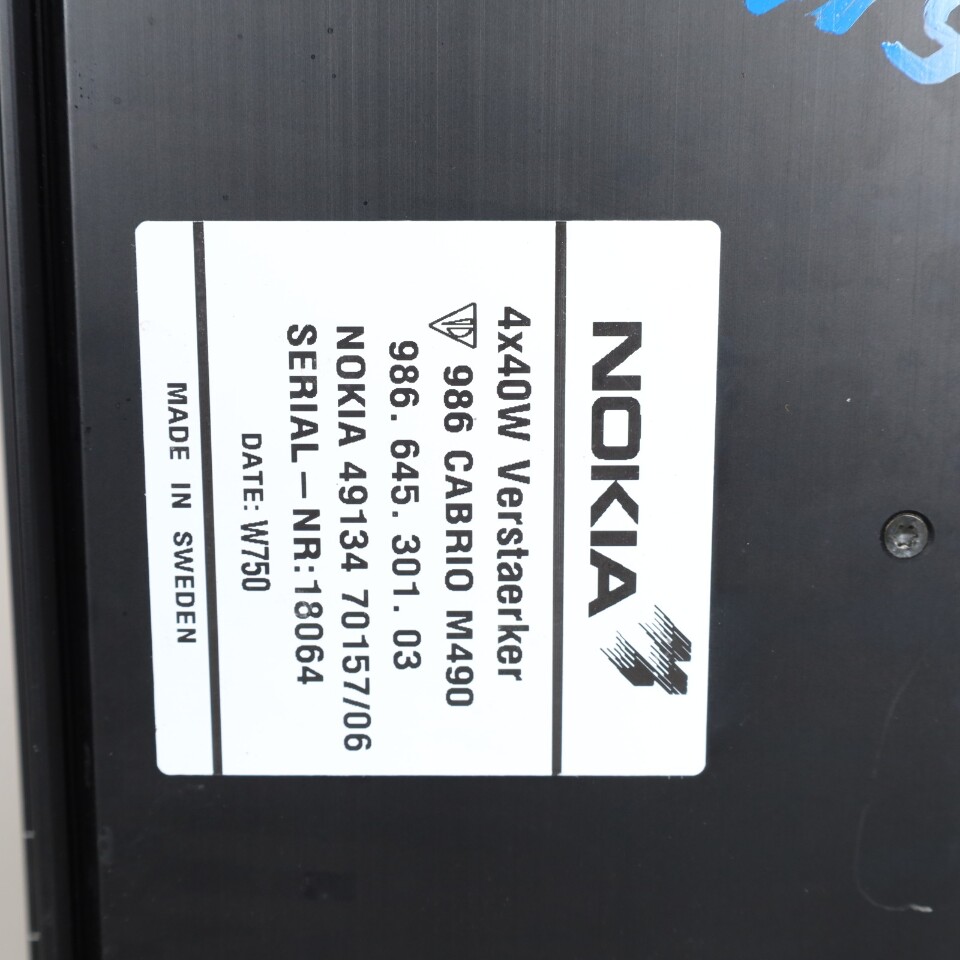 NOKIA
4x40W Verstaerker
986 CABRIO M490
986. 645. 301. 03
NOKIA 49134 70157/06
SERIAL—NR:18064
DATE: W750
MADE IN SWEDEN